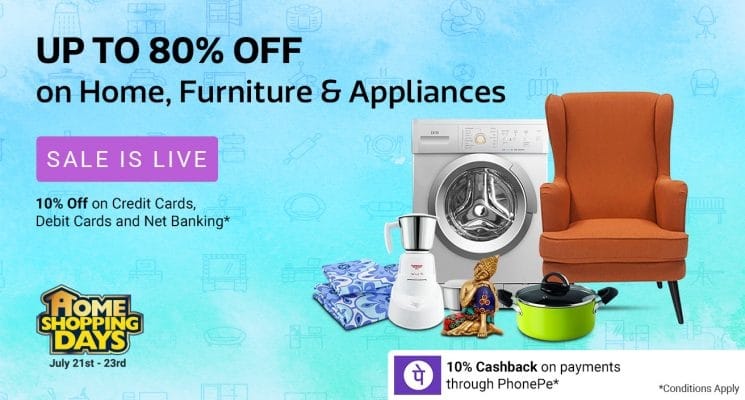 UP TO 80% OFF
on Home, Furniture & Appliances
SALE IS LIVE
10% Off on Credit Cards,
Debit Cards and Net Banking*
HOME
SHOPPING
DAYS
July 21st - 23rd
पे
10% Cashback on payments
through PhonePe*
*Conditions Apply